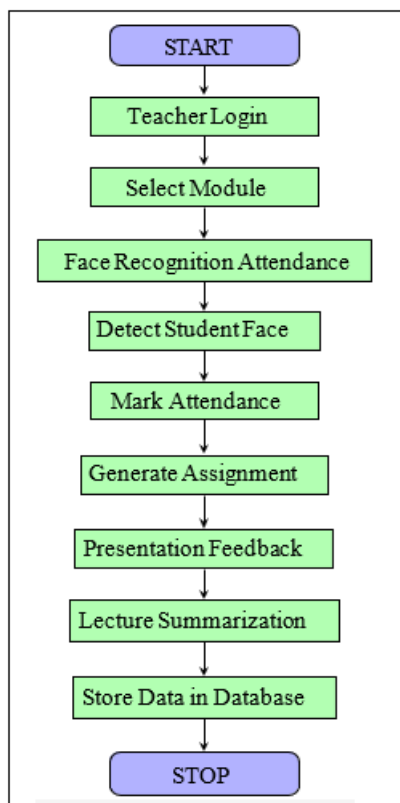 START
Teacher Login
Select Module
Face Recognition Attendance
Detect Student Face
Mark Attendance
Generate Assignment
Presentation Feedback
Lecture Summarization
Store Data in Database
STOP